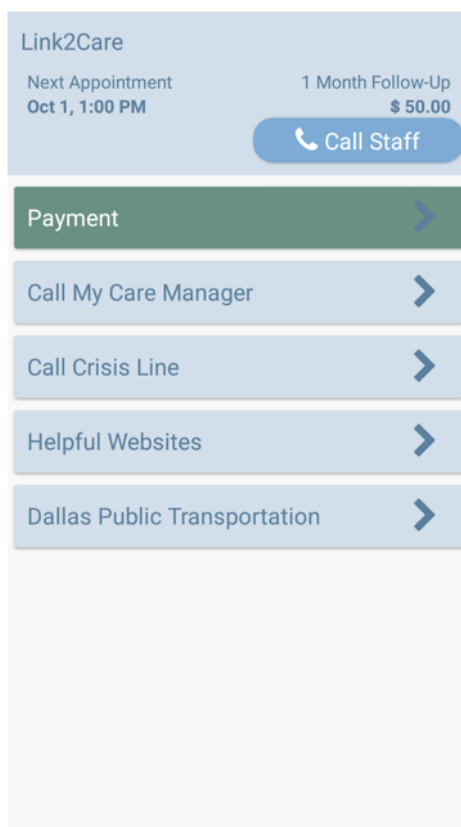 Link2Care
Next Appointment 1 Month Follow-Up
Oct 1, 1:00 PM $ 50.00
Call Staff
Payment
Call My Care Manager
Call Crisis Line
Helpful Websites
Dallas Public Transportation